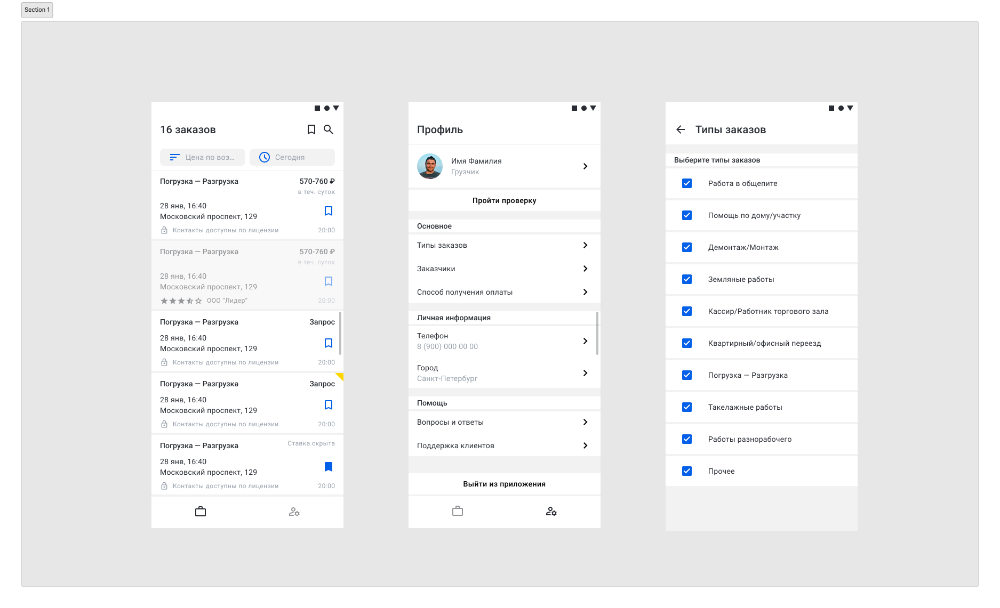 Section 1
16 заказов
Цена по воз...
Сегодня
Погрузка — Разгрузка
570-760 ₽
в теч. суток
28 янв, 16:40
Московский проспект, 129
Контакты доступны по лицензии
20:00
Погрузка — Разгрузка
570-760 ₽
в теч. суток
28 янв, 16:40
Московский проспект, 129
ООО "Лидер"
20:00
Погрузка — Разгрузка
Запрос
28 янв, 16:40
Московский проспект, 129
Контакты доступны по лицензии
20:00
Погрузка — Разгрузка
Запрос
28 янв, 16:40
Московский проспект, 129
Контакты доступны по лицензии
20:00
Погрузка — Разгрузка
Ставка скрыта
28 янв, 16:40
Московский проспект, 129
Контакты доступны по лицензии
20:00
Профиль
Имя Фамилия
Грузчик
Пройти проверку
Основное
Типы заказов
Заказчики
Способ получения оплаты
Личная информация
Телефон
8 (900) 000 00 00
Город
Санкт-Петербург
Помощь
Вопросы и ответы
Поддержка клиентов
Выйти из приложения
Типы заказов
Выберите типы заказов
Работа в общепите
Помощь по дому/участку
Демонтаж/Монтаж
Земляные работы
Кассир/Работник торгового зала
Квартирный/офисный переезд
Погрузка — Разгрузка
Такелажные работы
Работы разнорабочего
Прочее